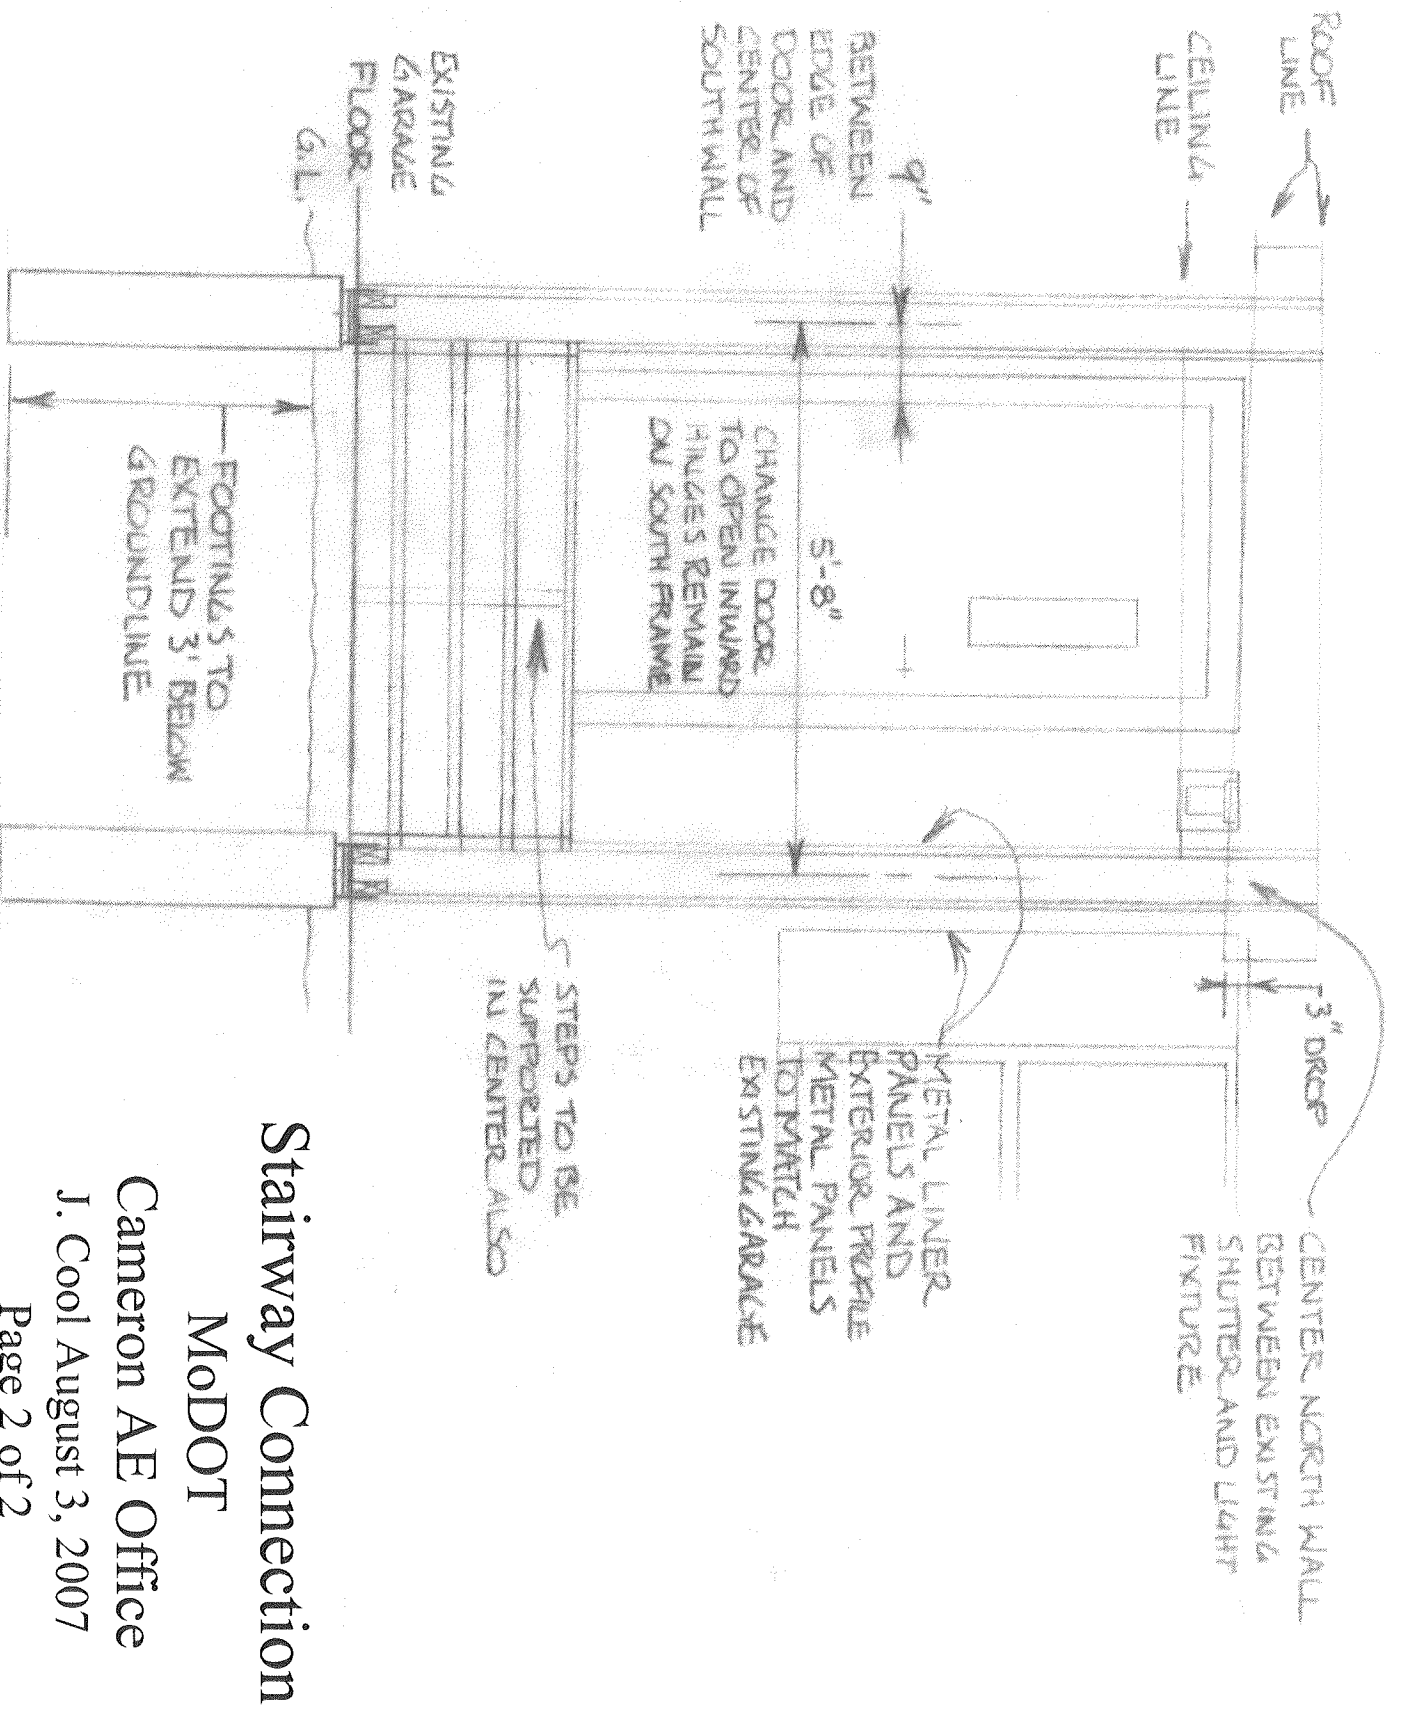 ROOF
LINE
CEILING
LINE
9"
BETWEEN
EDGE OF
DOOR AND
CENTER OF
SOUTH WALL
EXISTING
GARAGE
FLOOR
G.L.
CHANGE DOOR
TO OPEN INWARD
HINGES REMAIN
ON SOUTH FRAME
5'-8"
FOOTINGS TO
EXTEND 3' BELOW
GROUNDLINE
3" DROP
CENTER NORTH WALL
BETWEEN EXISTING
SHUTTER AND LIGHT
FIXTURE
METAL LINER
PANELS AND
EXTERIOR PROFILE
METAL PANELS
TO MATCH
EXISTING GARAGE
STEPS TO BE
SUPPORTED
IN CENTER ALSO
Stairway Connection
MoDOT
Cameron AE Office
J. Cool August 3, 2007
Page 2 of 2